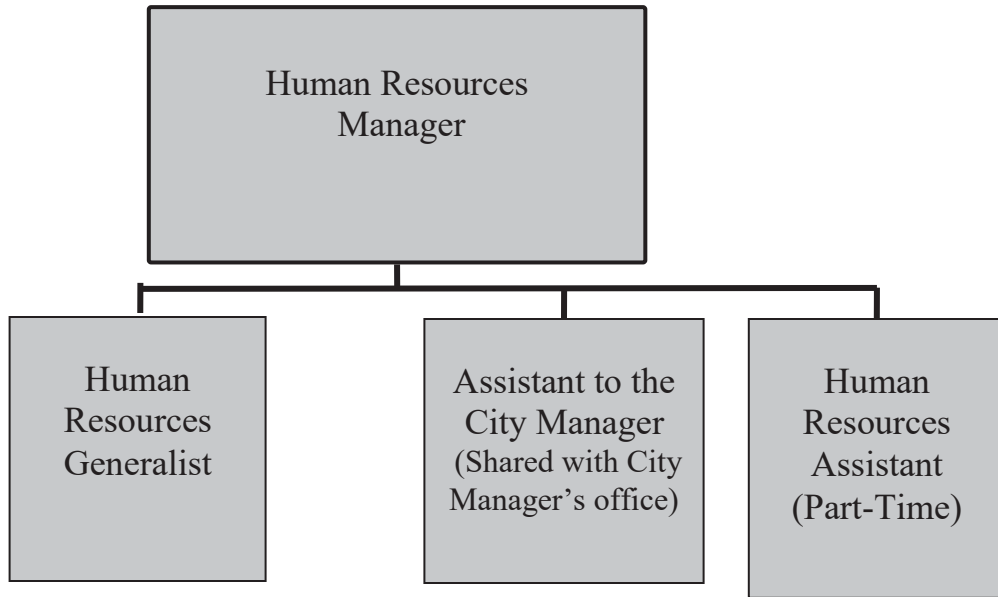 Human Resources
Manager
Human
Resources
Generalist
Assistant to the
City Manager
(Shared with City
Manager’s office)
Human
Resources
Assistant
(Part-Time)